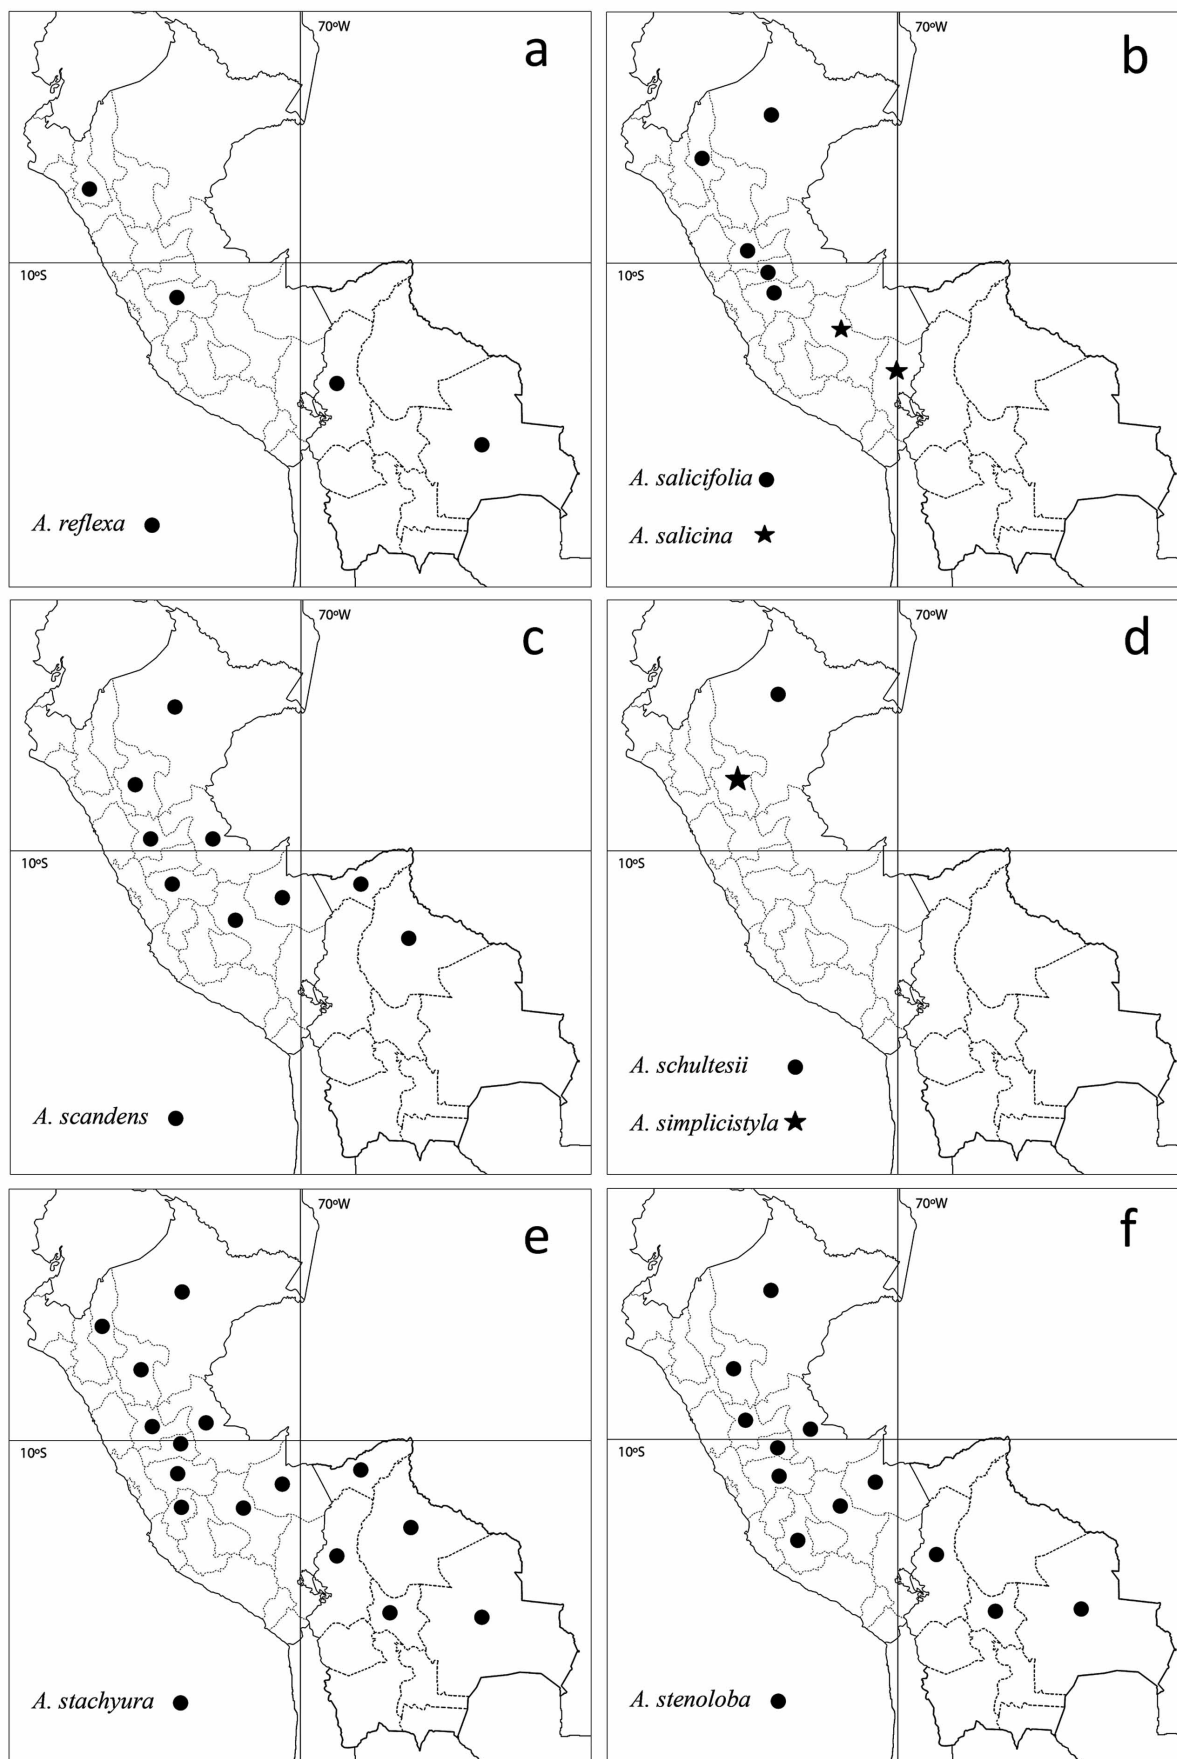 70ºW
a
10ºS
A. reflexa
70ºW
b
10ºS
A. salicifolia
A. salicina
70ºW
c
10ºS
A. scandens
70ºW
d
10ºS
A. schultesii
A. simplicistyla
70ºW
e
10ºS
A. stachyura
70ºW
f
10ºS
A. stenoloba